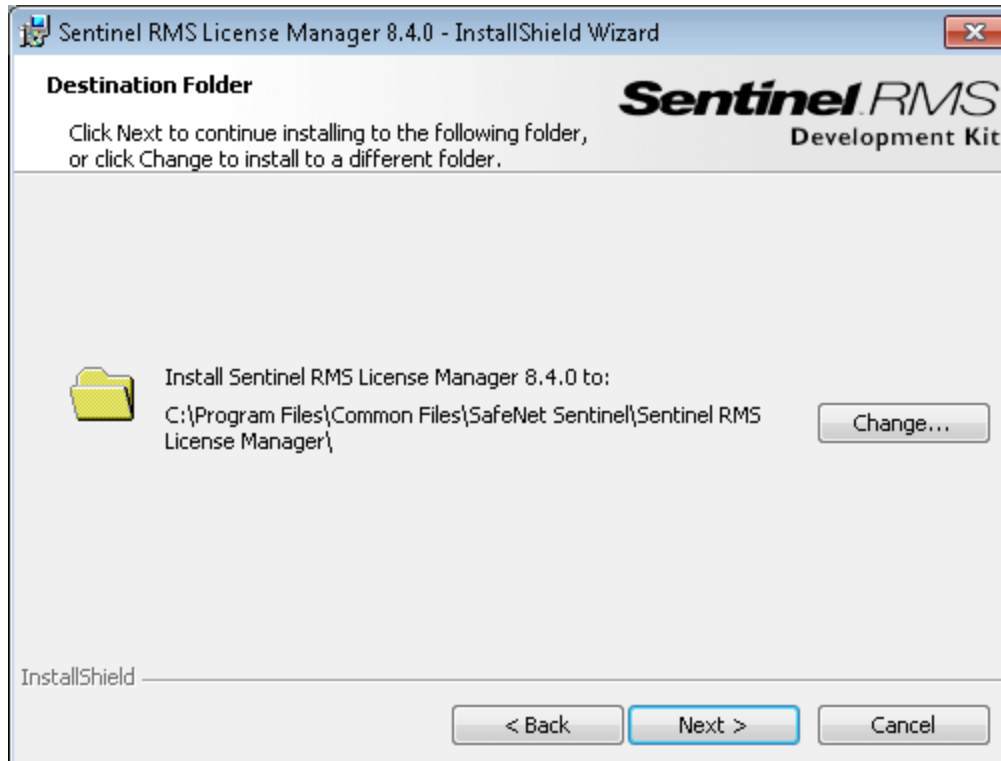 Sentinel RMS License Manager 8.4.0 - InstallShield Wizard
Destination Folder
Click Next to continue installing to the following folder,
or click Change to install to a different folder.
Sentinel RMS
Development Kit
Install Sentinel RMS License Manager 8.4.0 to:
C:\Program Files\Common Files\SafeNet Sentinel\Sentinel RMS
License Manager\
Change...
InstallShield
< Back
Next >
Cancel